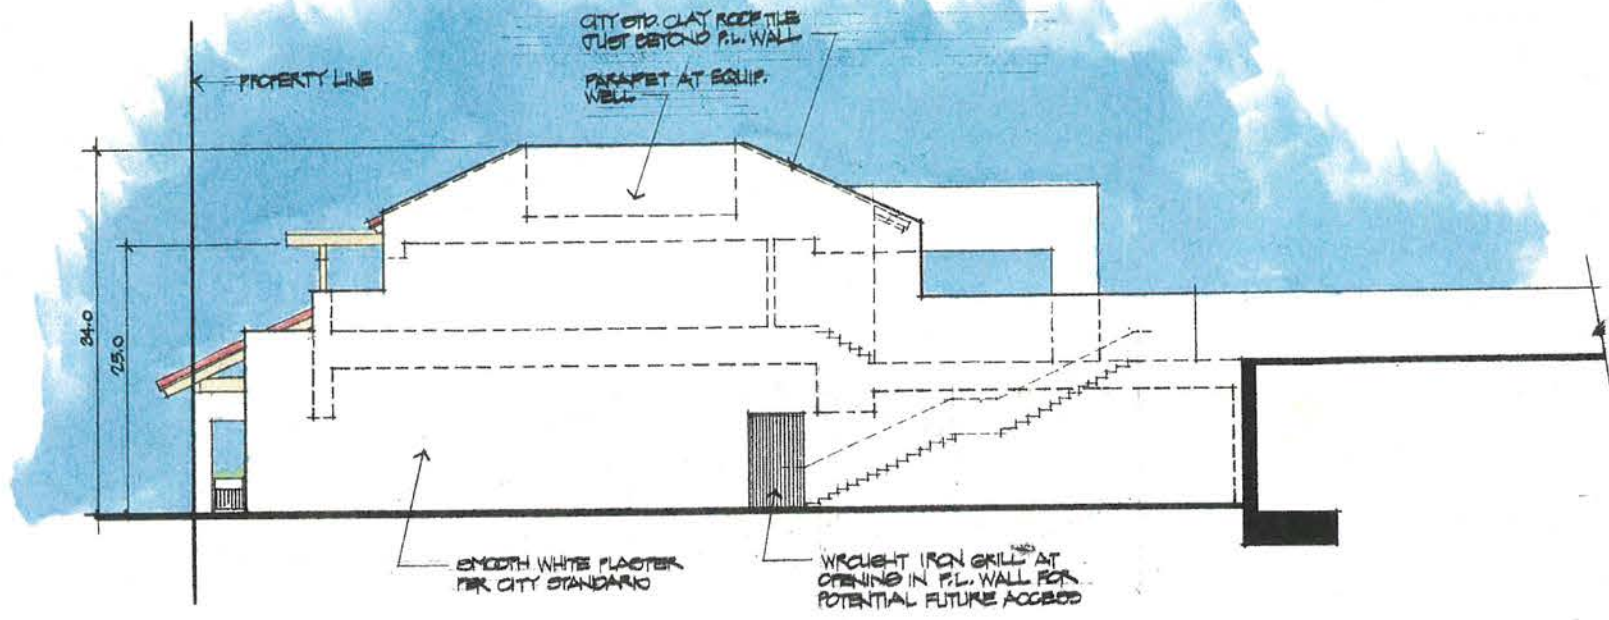 CITY STD. CLAY ROOF TILE
JUST BEYOND P.L. WALL
PROPERTY LINE
PARAPET AT EQUIP.
WELL
34.0
25.0
SMOOTH WHITE PLASTER
PER CITY STANDARD
WROUGHT IRON GRILL AT
OPENING IN P.L. WALL FOR
POTENTIAL FUTURE ACCESS